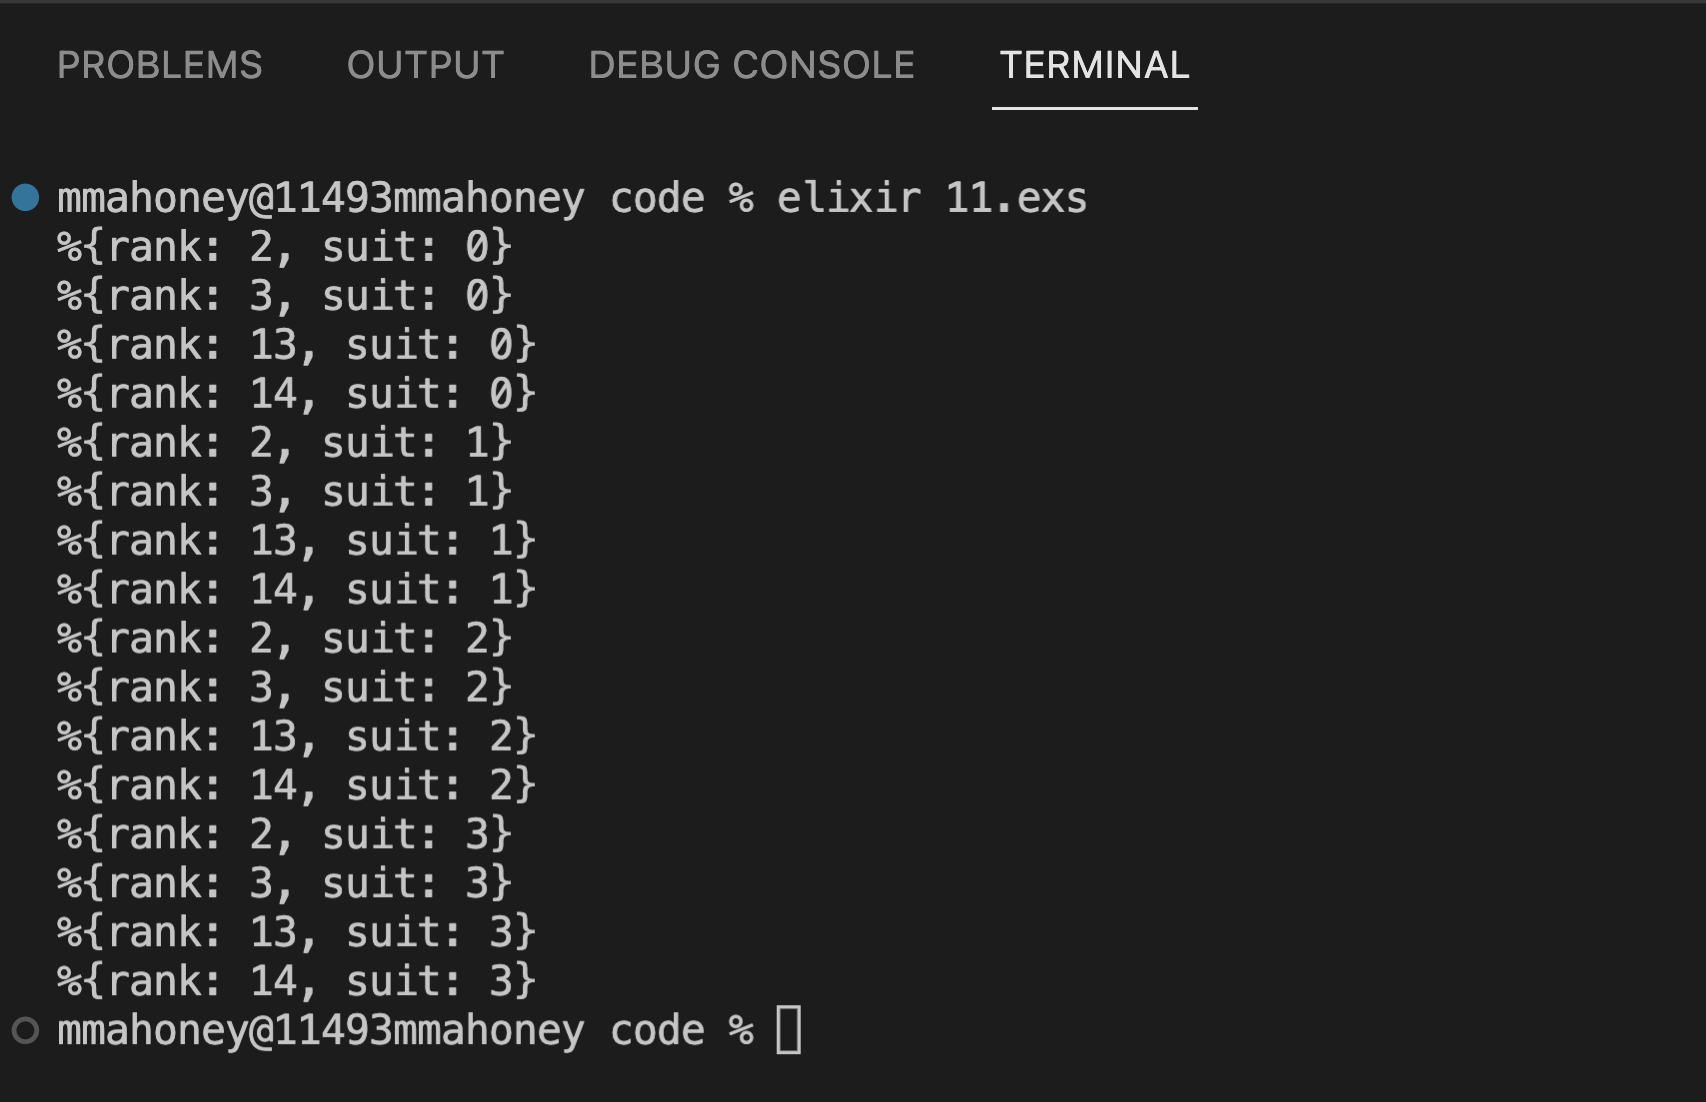 PROBLEMS OUTPUT DEBUG CONSOLE TERMINAL
mmahoney@11493mmahoney code % elixir 11.exs
%{rank: 2, suit: 0}
%{rank: 3, suit: 0}
%{rank: 13, suit: 0}
%{rank: 14, suit: 0}
%{rank: 2, suit: 1}
%{rank: 3, suit: 1}
%{rank: 13, suit: 1}
%{rank: 14, suit: 1}
%{rank: 2, suit: 2}
%{rank: 3, suit: 2}
%{rank: 13, suit: 2}
%{rank: 14, suit: 2}
%{rank: 2, suit: 3}
%{rank: 3, suit: 3}
%{rank: 13, suit: 3}
%{rank: 14, suit: 3}
mmahoney@11493mmahoney code %